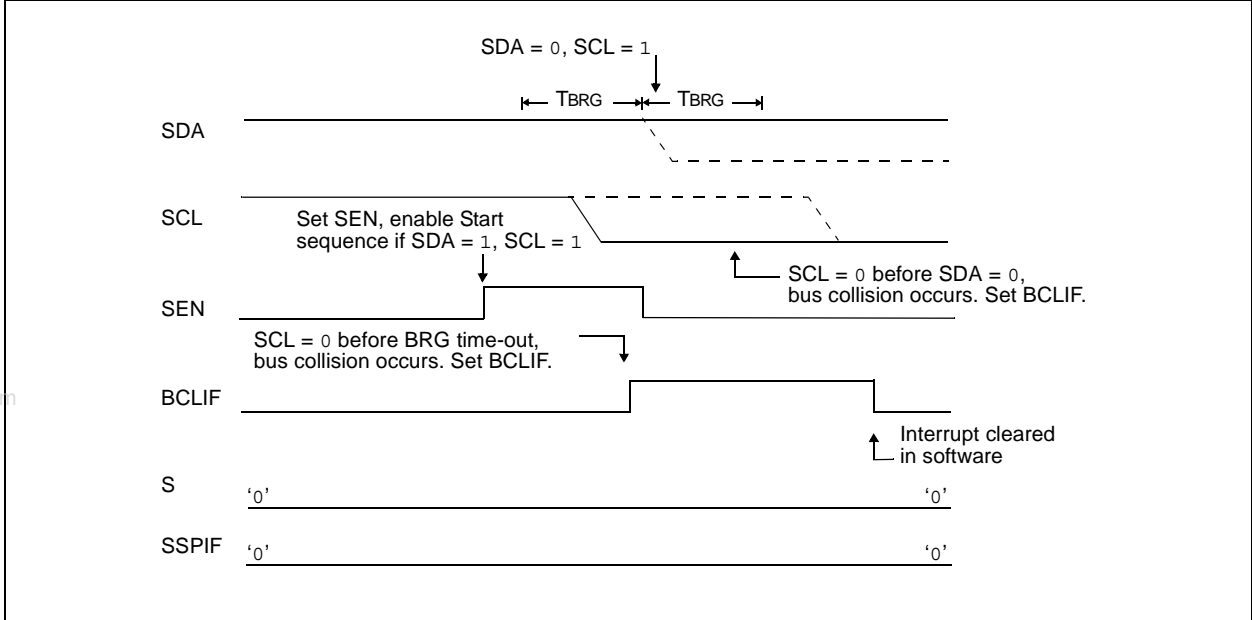 SDA = 0, SCL = 1
TBRG TBRG
SDA
SCL
Set SEN, enable Start
sequence if SDA = 1, SCL = 1
SCL = 0 before SDA = 0,
bus collision occurs. Set BCLIF.
SEN
SCL = 0 before BRG time-out,
bus collision occurs. Set BCLIF.
BCLIF
m
Interrupt cleared
in software
S
‘0’ ‘0’
SSPIF
‘0’ ‘0’